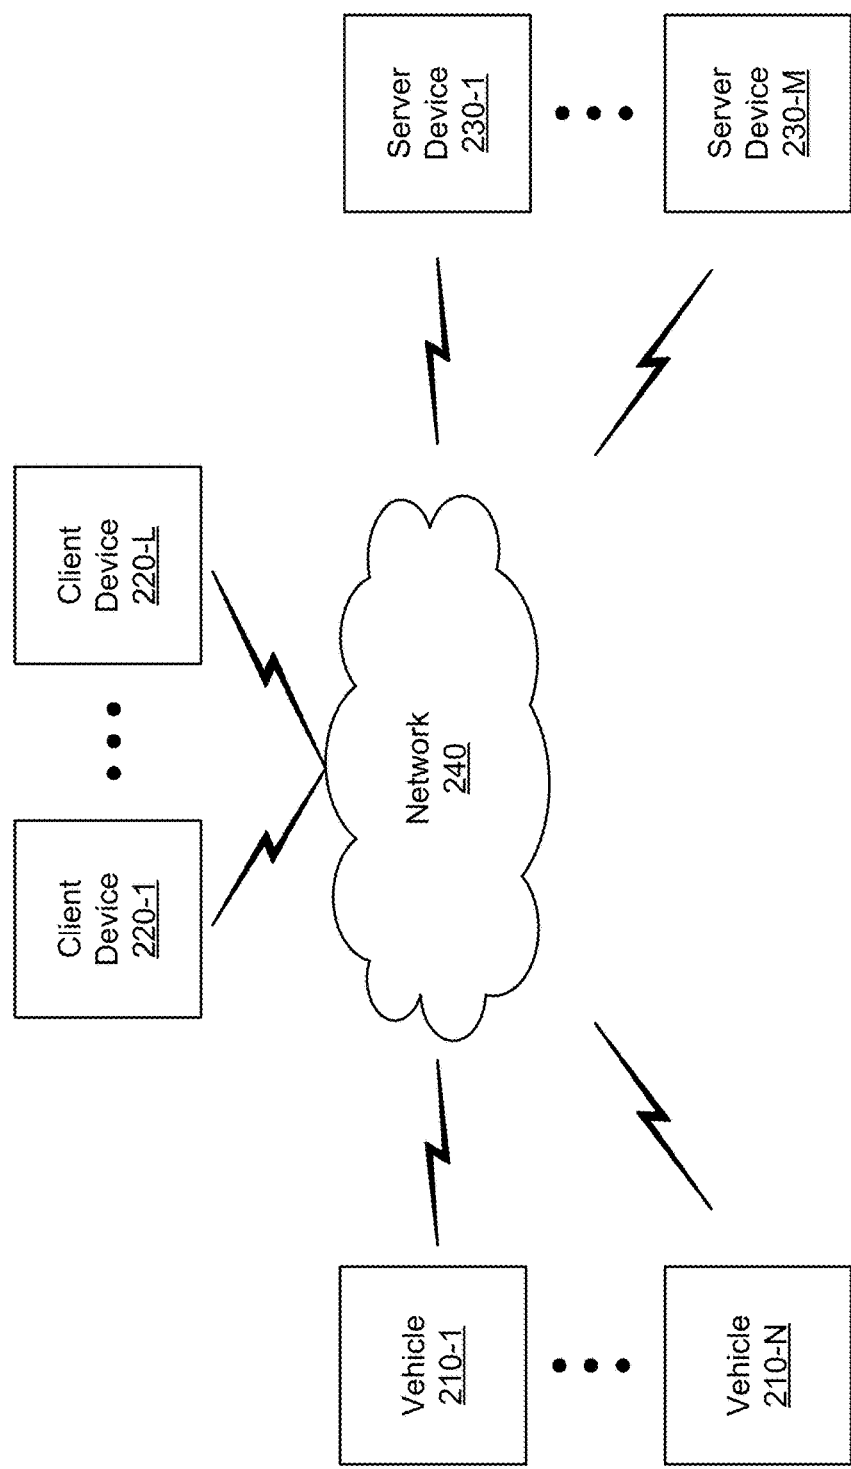 Client
Device
220-1
Client
Device
220-L
Vehicle
210-1
Network
240
Server
Device
230-1
Vehicle
210-N
Server
Device
230-M